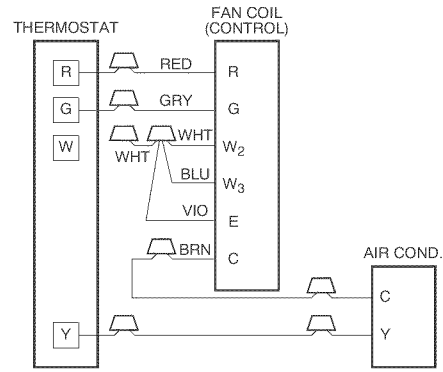 FAN COIL
THERMOSTAT (CONTROL)
R RED R
G GRY G
W WHT WHT W2
BLU W3
VIO E
BRN C
AIR COND.
C
Y Y